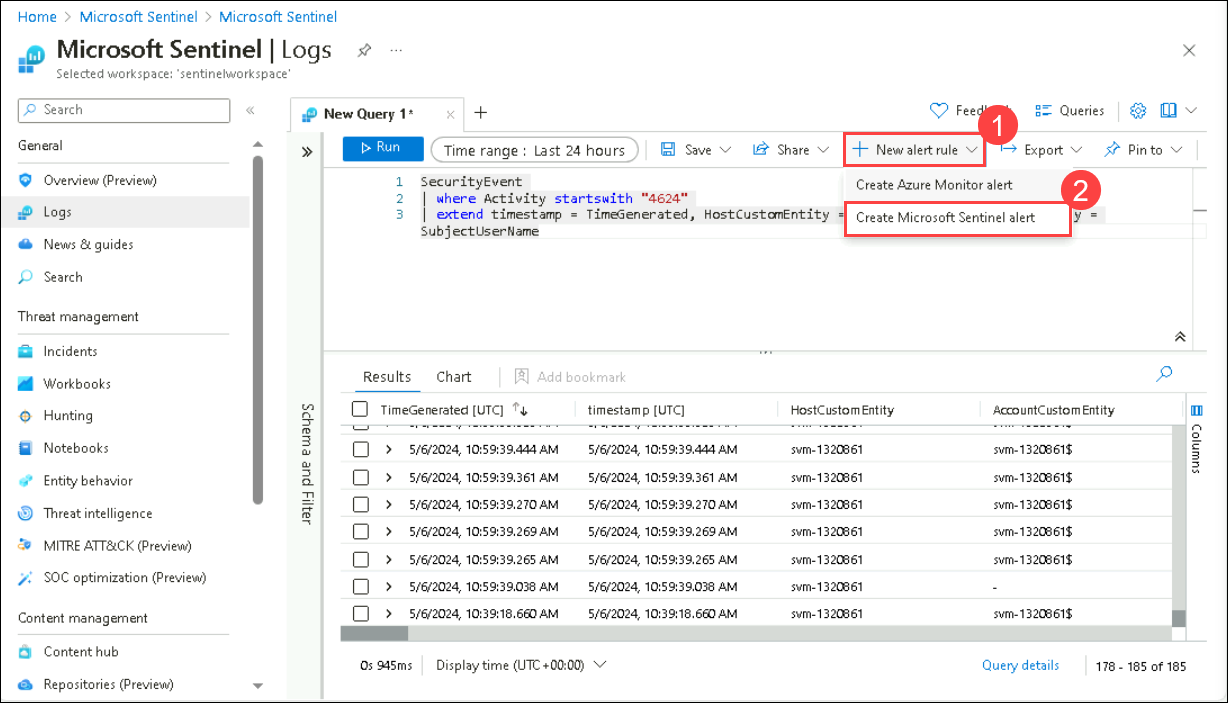 Home > Microsoft Sentinel > Microsoft Sentinel
Microsoft Sentinel | Logs
Selected workspace: 'sentinelworkspace'
Search
General
Overview (Preview)
Logs
News & guides
Search
Threat management
Incidents
Workbooks
Hunting
Notebooks
Entity behavior
Threat intelligence
MITRE ATT&CK (Preview)
SOC optimization (Preview)
Content management
Content hub
Repositories (Preview)
New Query 1*
Queries
1
Run
Time range : Last 24 hours
Save
Share
New alert rule
Export
Pin to
Create Azure Monitor alert
2
Create Microsoft Sentinel alert
1 SecurityEvent
2 | where Activity startswith "4624"
3 | extend timestamp = TimeGenerated, HostCustomEntity = y =
SubjectUserName
Schema and Filter
Results Chart Add bookmark
TimeGenerated [UTC] timestamp [UTC] HostCustomEntity AccountCustomEntity
5/6/2024, 10:59:39.444 AM 5/6/2024, 10:59:39.444 AM svm-1320861 svm-1320861$
5/6/2024, 10:59:39.361 AM 5/6/2024, 10:59:39.361 AM svm-1320861 svm-1320861$
5/6/2024, 10:59:39.270 AM 5/6/2024, 10:59:39.270 AM svm-1320861 svm-1320861$
5/6/2024, 10:59:39.269 AM 5/6/2024, 10:59:39.269 AM svm-1320861 svm-1320861$
5/6/2024, 10:59:39.265 AM 5/6/2024, 10:59:39.265 AM svm-1320861 svm-1320861$
5/6/2024, 10:59:39.038 AM 5/6/2024, 10:59:39.038 AM svm-1320861 -
5/6/2024, 10:39:18.660 AM 5/6/2024, 10:39:18.660 AM svm-1320861 svm-1320861$
Columns
0s 945ms Display time (UTC+00:00) Query details 178 - 185 of 185